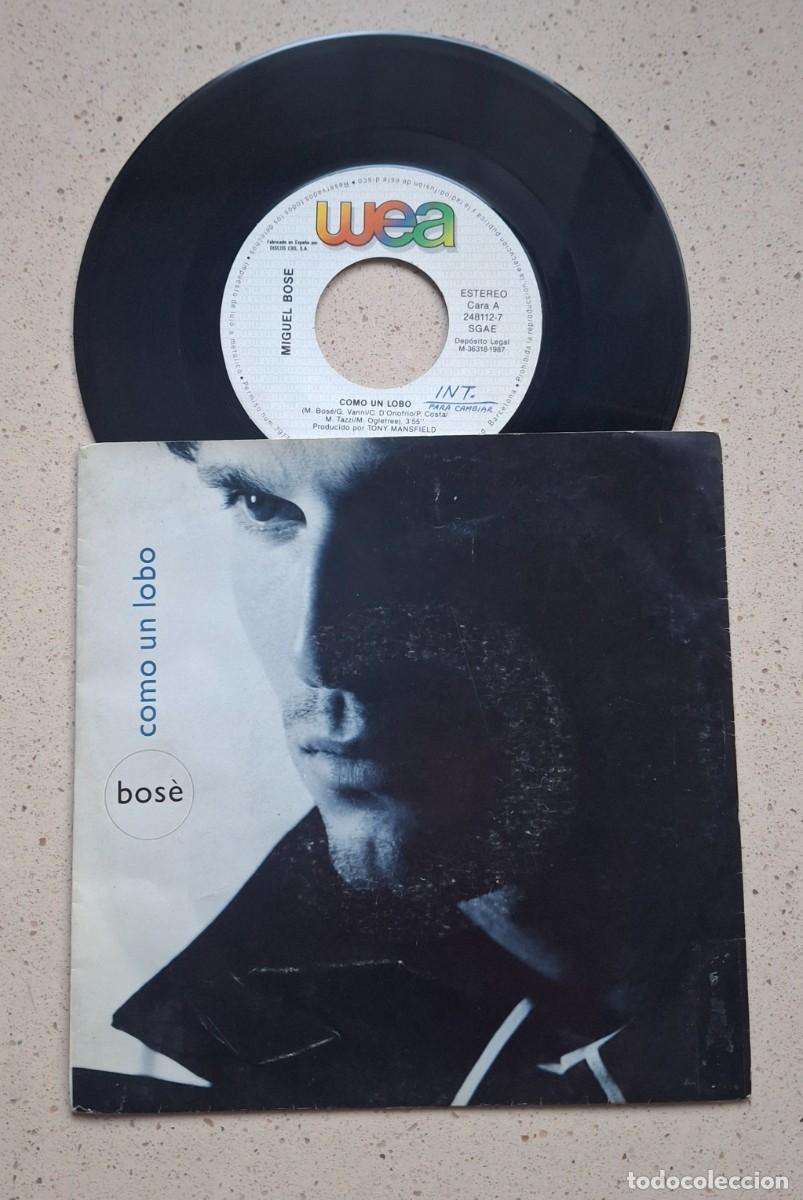 wea
Fabricado en España por
DISCOS CBS, S.A.
MIGUEL BOSE
ESTEREO
Cara A
248112-7
SGAE
Depósito Legal
M-36318-1987
INT.
PARA CAMBIAR
COMO UN LOBO
(M. Bosé/G. Vanni/C. D'Onofrio/P. Costa/
M. Tazzi/M. Ogletree), 3'55"
Producido por TONY MANSFIELD
como un lobo
bosè
todocoleccion